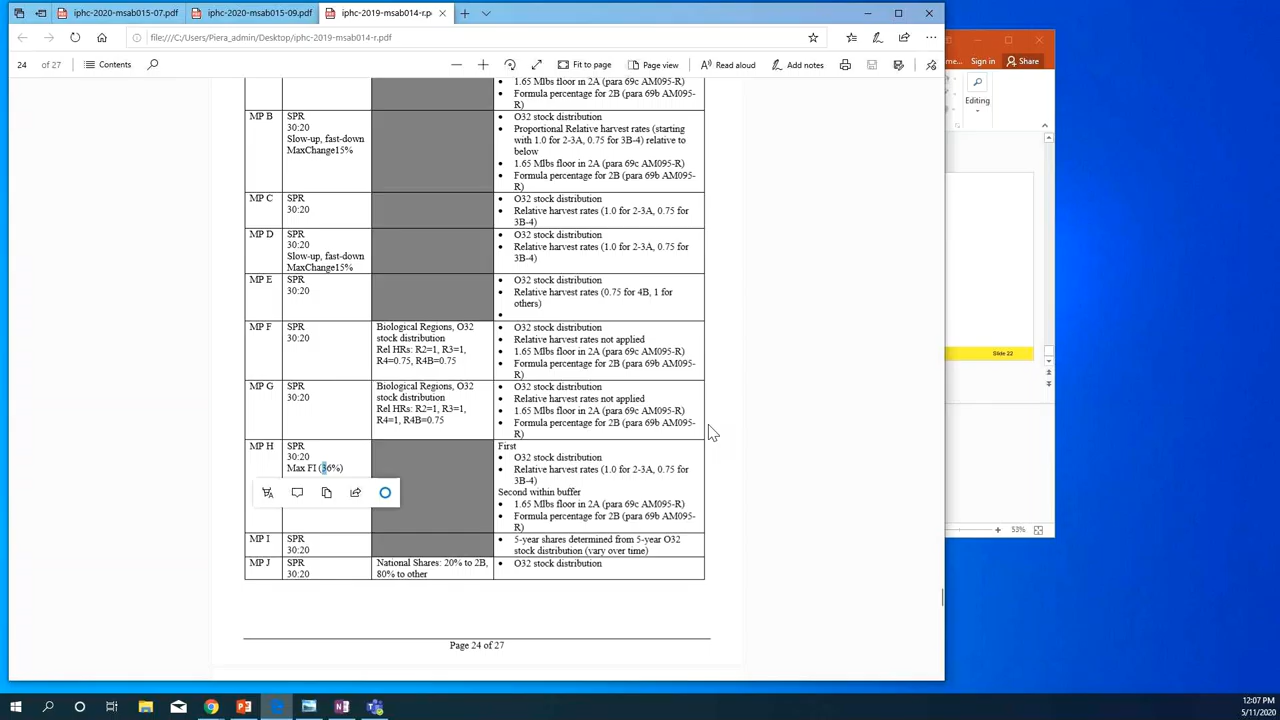 iphc-2020-msab015-07.pdf
iphc-2020-msab015-09.pdf
iphc-2019-msab014-r.p
file:///C:/Users/Piera_admin/Desktop/iphc-2019-msab014-r.pdf
Sign in
Share
24 of 27
Contents
Fit to page
Page view
Read aloud
Add notes
Editing
• 1.65 Mlbs floor in 2A (para 69c AM095-R)
• Formula percentage for 2B (para 69b AM095-
R)
MP B
SPR
30:20
Slow-up, fast-down
MaxChange15%
• O32 stock distribution
• Proportional Relative harvest rates (starting
with 1.0 for 2-3A, 0.75 for 3B-4) relative to
below
• 1.65 Mlbs floor in 2A (para 69c AM095-R)
• Formula percentage for 2B (para 69b AM095-
R)
MP C
SPR
30:20
• O32 stock distribution
• Relative harvest rates (1.0 for 2-3A, 0.75 for
3B-4)
MP D
SPR
30:20
Slow-up, fast-down
MaxChange15%
• O32 stock distribution
• Relative harvest rates (1.0 for 2-3A, 0.75 for
3B-4)
MP E
SPR
30:20
• O32 stock distribution
• Relative harvest rates (0.75 for 4B, 1 for
others)
•
MP F
SPR
30:20
Biological Regions, O32
stock distribution
Rel HRs: R2=1, R3=1,
R4=0.75, R4B=0.75
• O32 stock distribution
• Relative harvest rates not applied
• 1.65 Mlbs floor in 2A (para 69c AM095-R)
• Formula percentage for 2B (para 69b AM095-
R)
MP G
SPR
30:20
Biological Regions, O32
stock distribution
Rel HRs: R2=1, R3=1,
R4=1, R4B=0.75
• O32 stock distribution
• Relative harvest rates not applied
• 1.65 Mlbs floor in 2A (para 69c AM095-R)
• Formula percentage for 2B (para 69b AM095-
R)
MP H
SPR
30:20
Max FI (36%)
First
• O32 stock distribution
• Relative harvest rates (1.0 for 2-3A, 0.75 for
3B-4)
Second within buffer
• 1.65 Mlbs floor in 2A (para 69c AM095-R)
• Formula percentage for 2B (para 69b AM095-
R)
MP I
SPR
30:20
• 5-year shares determined from 5-year O32
stock distribution (vary over time)
MP J
SPR
30:20
National Shares: 20% to 2B,
80% to other
• O32 stock distribution
Page 24 of 27
Slide 22
53%
12:07 PM
5/11/2020